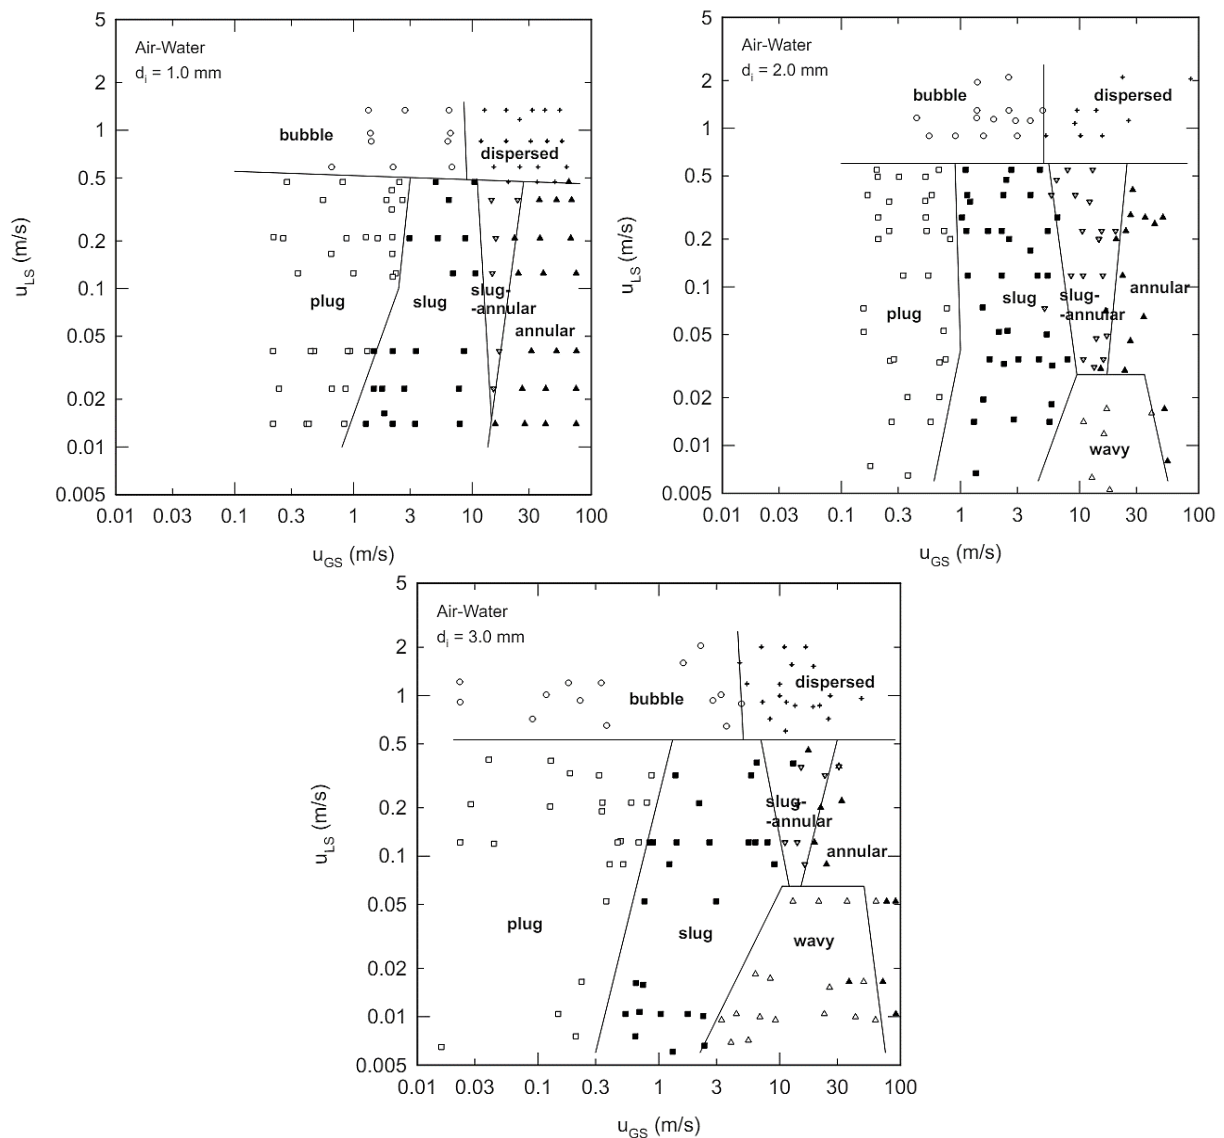 5
2
1
0.5
0.2
0.1
0.05
0.02
0.01
0.005
u_LS (m/s)
Air-Water
d_i = 1.0 mm
bubble
dispersed
plug
slug
slug-
-annular
annular
0.01 0.03 0.1 0.3 1 3 10 30 100
u_GS (m/s)
5
2
1
0.5
0.2
0.1
0.05
0.02
0.01
0.005
u_LS (m/s)
Air-Water
d_i = 2.0 mm
bubble
dispersed
plug
slug
slug-
-annular
annular
wavy
0.01 0.03 0.1 0.3 1 3 10 30 100
u_GS (m/s)
5
2
1
0.5
0.2
0.1
0.05
0.02
0.01
0.005
u_LS (m/s)
Air-Water
d_i = 3.0 mm
bubble
dispersed
slug-
-annular
annular
plug
slug
wavy
0.01 0.03 0.1 0.3 1 3 10 30 100
u_GS (m/s)